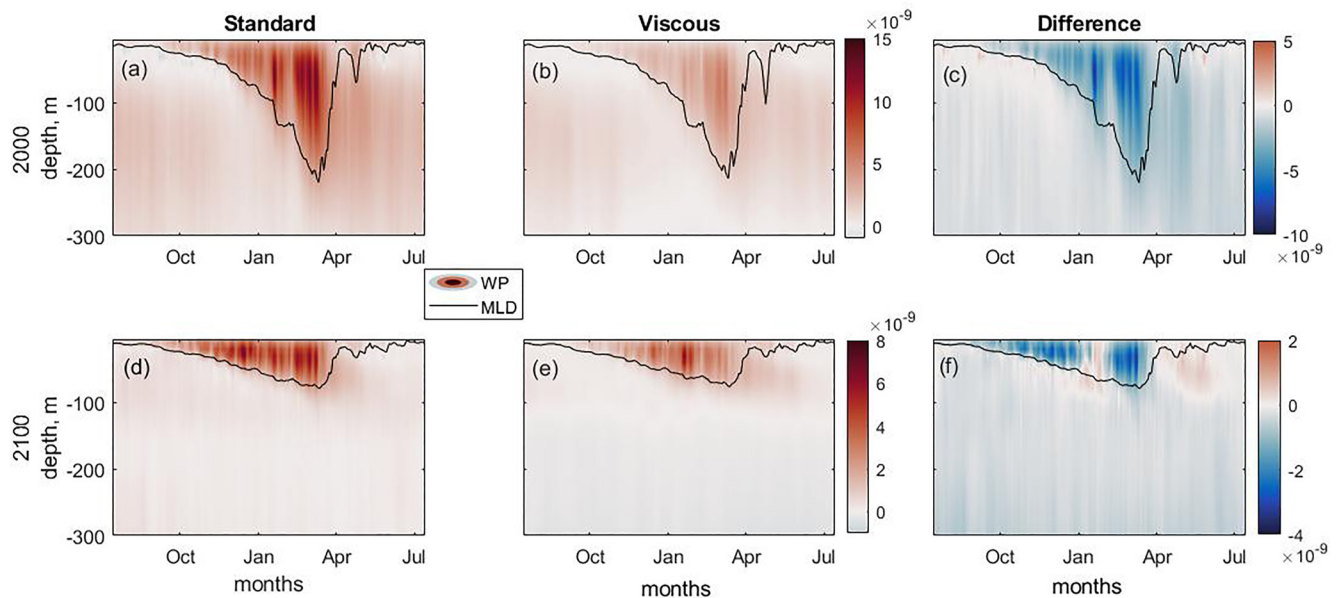 Standard
Viscous
Difference
×10⁻⁹
2000
depth, m
(a)
-100
-200
-300
Oct Jan Apr Jul
(b)
Oct Jan Apr Jul
15
10
5
0
(c)
Oct Jan Apr Jul
5
0
-5
-10
×10⁻⁹
WP
MLD
×10⁻⁹
2100
depth, m
(d)
-100
-200
-300
Oct Jan Apr Jul
months
(e)
Oct Jan Apr Jul
months
8
6
4
2
0
(f)
Oct Jan Apr Jul
months
2
0
-2
-4
×10⁻⁹